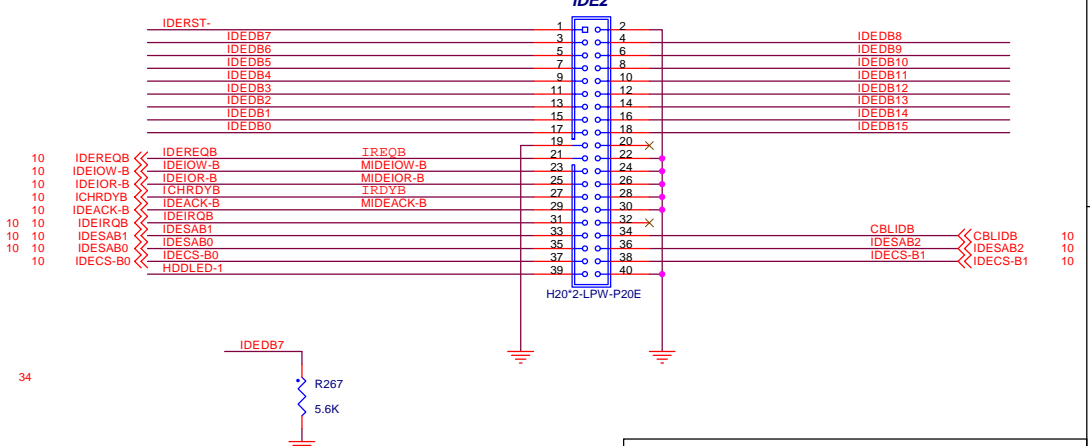 IDE2
IDERST- 1 2
IDEDB7 3 4 IDEDB8
IDEDB6 5 6 IDEDB9
IDEDB5 7 8 IDEDB10
IDEDB4 9 10 IDEDB11
IDEDB3 11 12 IDEDB12
IDEDB2 13 14 IDEDB13
IDEDB1 15 16 IDEDB14
IDEDB0 17 18 IDEDB15
19 20
10 IDEREQB IDEREQB IREQB 21 22
10 IDEIOW-B IDEIOW-B MIDEIOW-B 23 24
10 IDEIOR-B IDEIOR-B MIDEIOR-B 25 26
10 ICHRDYB ICHRDYB IRDYB 27 28
10 IDEACK-B IDEACK-B MIDEACK-B 29 30
10 10 IDEIRQB IDEIRQB 31 32
10 10 IDESAB1 IDESAB1 33 34 CBLIDB CBLIDB 10
10 10 IDESAB0 IDESAB0 35 36 IDESAB2 IDESAB2 10
10 IDECS-B0 IDECS-B0 37 38 IDECS-B1 IDECS-B1 10
HDDLED-1 39 40
H20*2-LPW-P20E
IDEDB7
34
R267
5.6K